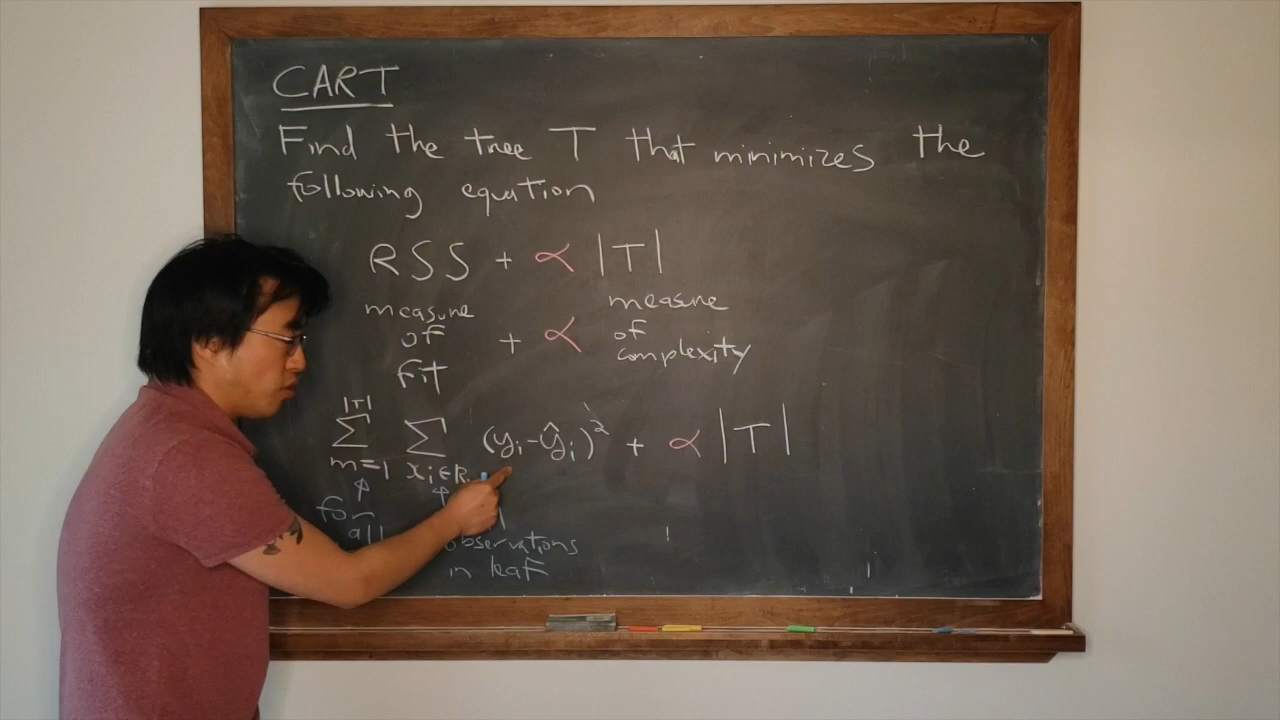 CART
Find the tree T that minimizes the
following equation
RSS + α |T|
measure of fit + α measure of complexity
|T|
∑ ∑ (yᵢ-ŷᵢ)² + α |T|
m=1 xᵢ∈R
for all
observations
in leaf